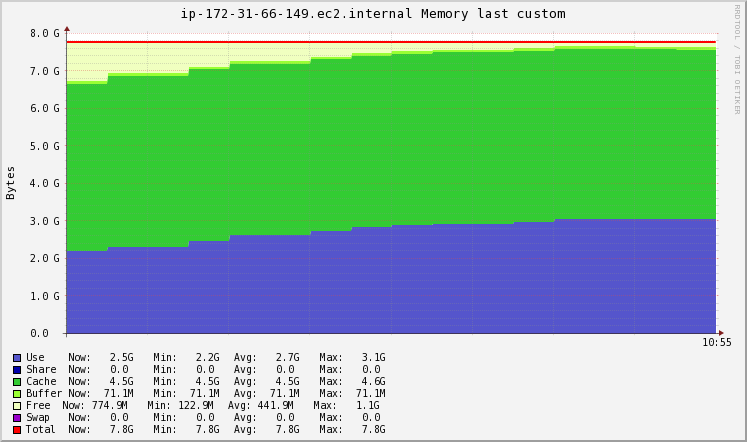 ip-172-31-66-149.ec2.internal Memory last custom
RRDTOOL / TOBI OETIKER
Bytes
8.0 G
7.0 G
6.0 G
5.0 G
4.0 G
3.0 G
2.0 G
1.0 G
0.0
10:55
Use Now: 2.5G Min: 2.2G Avg: 2.7G Max: 3.1G
Share Now: 0.0 Min: 0.0 Avg: 0.0 Max: 0.0
Cache Now: 4.5G Min: 4.5G Avg: 4.5G Max: 4.6G
Buffer Now: 71.1M Min: 71.1M Avg: 71.1M Max: 71.1M
Free Now: 774.9M Min: 122.9M Avg: 441.9M Max: 1.1G
Swap Now: 0.0 Min: 0.0 Avg: 0.0 Max: 0.0
Total Now: 7.8G Min: 7.8G Avg: 7.8G Max: 7.8G